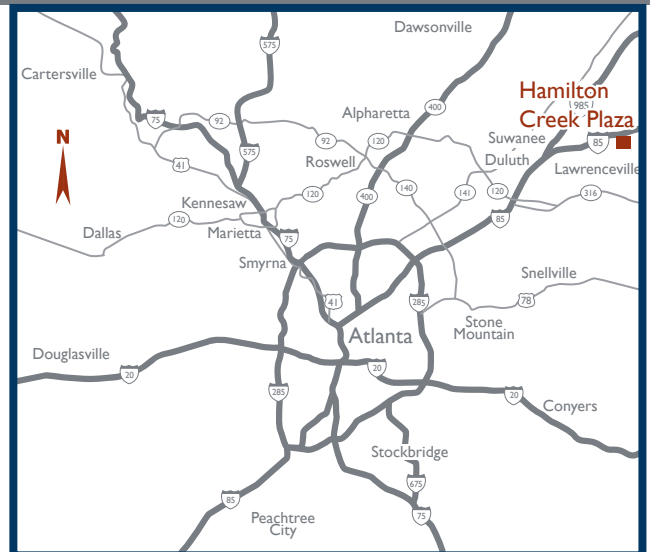 Dawsonville
575
Cartersville
Hamilton
Creek Plaza
985
400
75
92
Alpharetta
N
92
120
Suwanee
85
575
Roswell
Duluth
41
Lawrenceville
120
400
140
141
120
316
Kennesaw
120
85
Dallas
Marietta
75
Smyrna
Snellville
41
285
78
Stone
Mountain
Atlanta
Douglasville
20
20
285
20
Conyers
Stockbridge
675
85
75
Peachtree
City